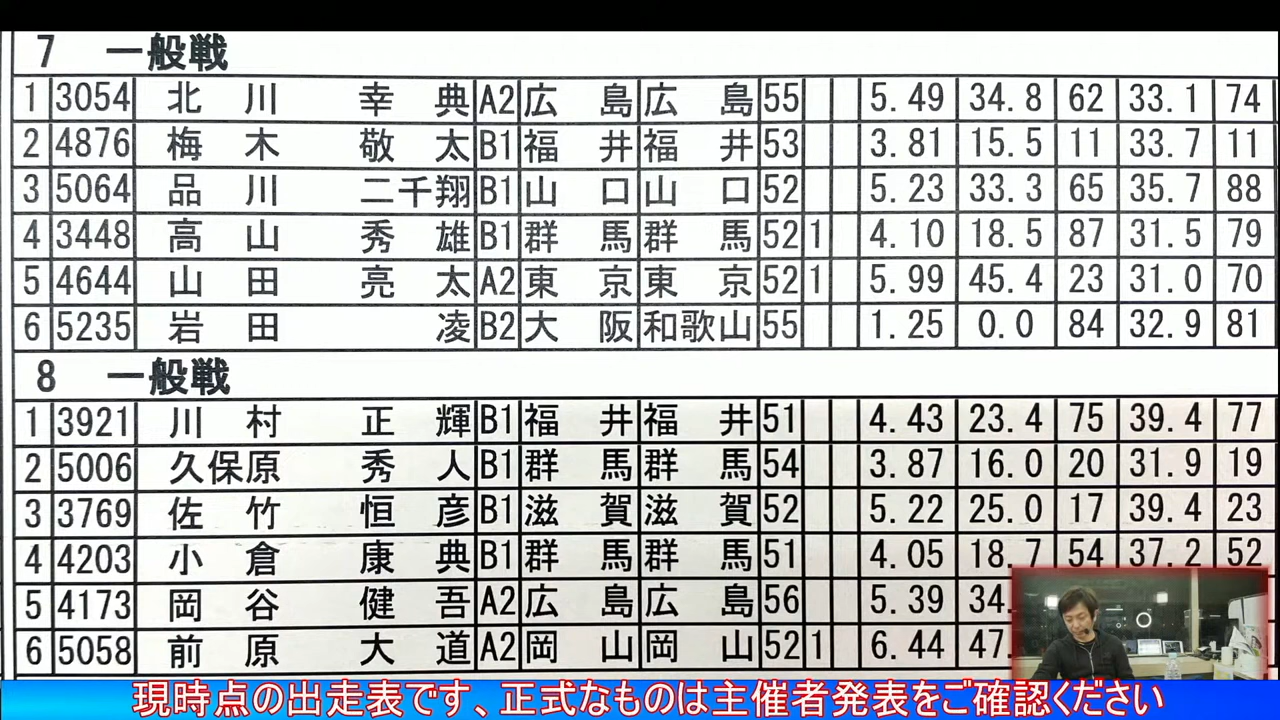 7 一般戦
1 3054 北川 幸典 A2 広島 広島 55 5.49 34.8 62 33.1 74
2 4876 梅木 敬太 B1 福井 福井 53 3.81 15.5 11 33.7 11
3 5064 品川 二千翔 B1 山口 山口 52 5.23 33.3 65 35.7 88
4 3448 高山 秀雄 B1 群馬 群馬 52 1 4.10 18.5 87 31.5 79
5 4644 山田 亮太 A2 東京 東京 52 1 5.99 45.4 23 31.0 70
6 5235 岩田 凌 B2 大阪 和歌山 55 1.25 0.0 84 32.9 81
8 一般戦
1 3921 川村 正輝 B1 福井 福井 51 4.43 23.4 75 39.4 77
2 5006 久保原 秀人 B1 群馬 群馬 54 3.87 16.0 20 31.9 19
3 3769 佐竹 恒彦 B1 滋賀 滋賀 52 5.22 25.0 17 39.4 23
4 4203 小倉 康典 B1 群馬 群馬 51 4.05 18.7 54 37.2 52
5 4173 岡谷 健吾 A2 広島 広島 56 5.39 34.
6 5058 前原 大道 A2 岡山 岡山 52 1 6.44 47.
現時点の出走表です、正式なものは主催者発表をご確認ください